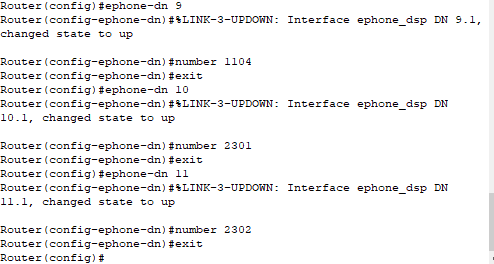 Router(config)#ephone-dn 9
Router(config-ephone-dn)#%LINK-3-UPDOWN: Interface ephone_dsp DN 9.1,
changed state to up
Router(config-ephone-dn)#number 1104
Router(config-ephone-dn)#exit
Router(config)#ephone-dn 10
Router(config-ephone-dn)#%LINK-3-UPDOWN: Interface ephone_dsp DN
10.1, changed state to up
Router(config-ephone-dn)#number 2301
Router(config-ephone-dn)#exit
Router(config)#ephone-dn 11
Router(config-ephone-dn)#%LINK-3-UPDOWN: Interface ephone_dsp DN
11.1, changed state to up
Router(config-ephone-dn)#number 2302
Router(config-ephone-dn)#exit
Router(config)#